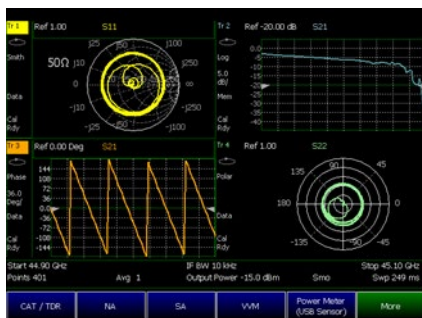 Tr 1 Ref 1.00 S11
Smith
50Ω
j10
j25
j50
j100
j250
0
10
25
50
100
250
∞
-j10
-j25
-j50
-j100
-j250
Data
Cal
Rdy
Tr 2 Ref -20.00 dB S21
Log
5.0
dB/
Mem
Cal
Rdy
0.0
-5
-10
-15
-20
-25
-30
-35
-40
Tr 3 Ref 0.00 Deg S21
Phase
36.0
Deg/
Data
Cal
Rdy
144
108
72
36
0.0
-36
-72
-108
-144
Tr 4 Ref 1.00 S22
Polar
Data
Cal
Rdy
90
135
45
180
0
-135
-90
-45
Start 44.90 GHz IF BW 10 kHz Stop 45.10 GHz
Points 401 Avg 1 Output Power -15.0 dBm Smo Swp 249 ms
CAT / TDR NA SA VVM Power Meter More
(USB Sensor)